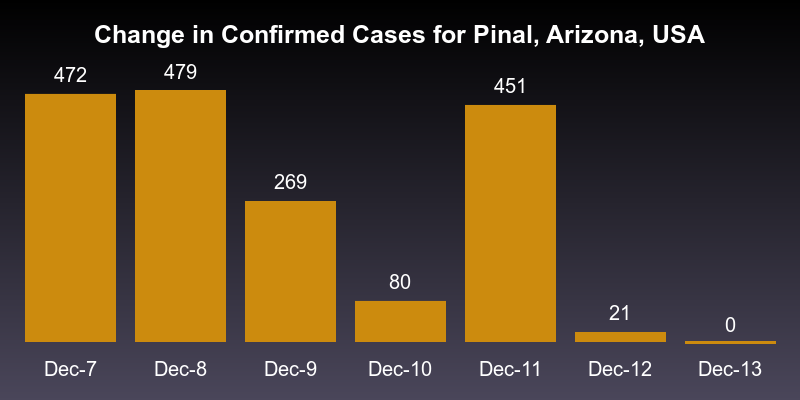 Change in Confirmed Cases for Pinal, Arizona, USA
472
479
269
80
451
21
0
Dec-7
Dec-8
Dec-9
Dec-10
Dec-11
Dec-12
Dec-13